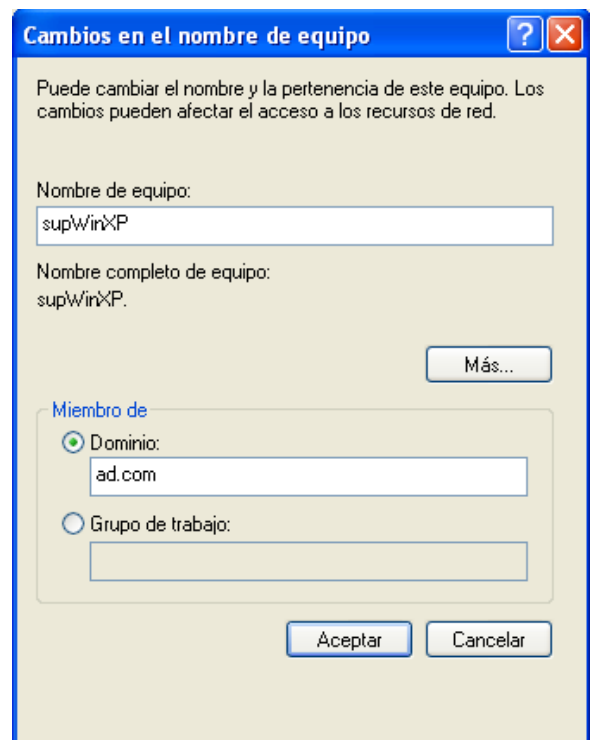 Cambios en el nombre de equipo
Puede cambiar el nombre y la pertenencia de este equipo. Los
cambios pueden afectar el acceso a los recursos de red.
Nombre de equipo:
supWinXP
Nombre completo de equipo:
supWinXP.
Más...
Miembro de
Dominio:
ad.com
Grupo de trabajo:
Aceptar Cancelar